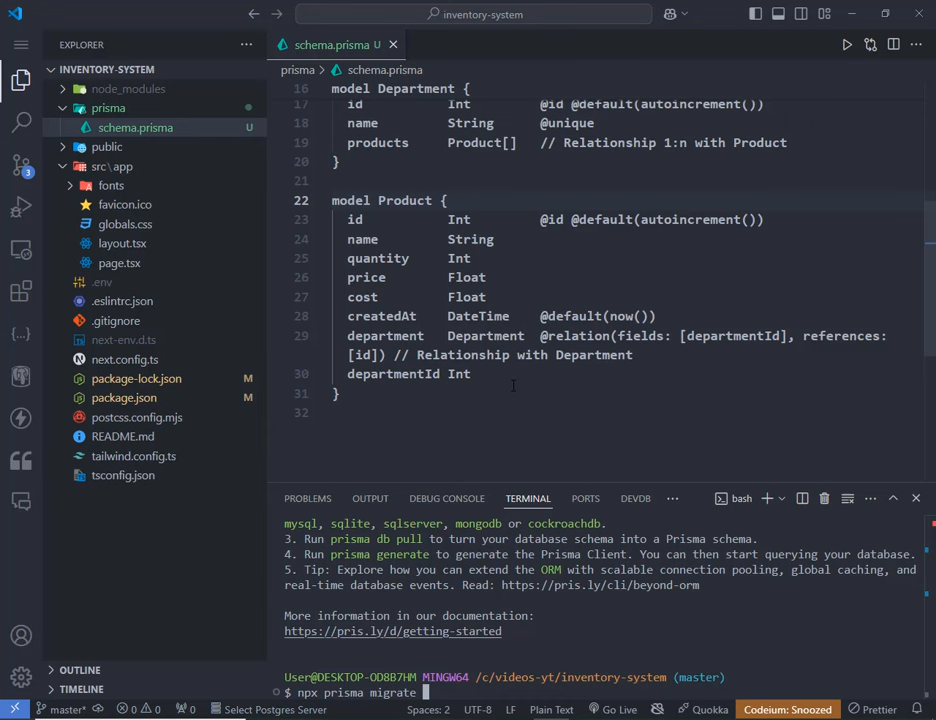 inventory-system
EXPLORER
INVENTORY-SYSTEM
node_modules
prisma
schema.prisma
U
public
src\app
fonts
favicon.ico
globals.css
layout.tsx
page.tsx
.env
.eslintrc.json
.gitignore
next-env.d.ts
next.config.ts
package-lock.json
M
package.json
M
postcss.config.mjs
README.md
tailwind.config.ts
tsconfig.json
OUTLINE
TIMELINE
3
schema.prisma U
prisma > schema.prisma
16 model Department {
17 id Int @id @default(autoincrement())
18 name String @unique
19 products Product[] // Relationship 1:n with Product
20 }
21
22 model Product {
23 id Int @id @default(autoincrement())
24 name String
25 quantity Int
26 price Float
27 cost Float
28 createdAt DateTime @default(now())
29 department Department @relation(fields: [departmentId], references:
[id]) // Relationship with Department
30 departmentId Int
31 }
32
PROBLEMS OUTPUT DEBUG CONSOLE TERMINAL PORTS DEVDB
bash
mysql, sqlite, sqlserver, mongodb or cockroachdb.
3. Run prisma db pull to turn your database schema into a Prisma schema.
4. Run prisma generate to generate the Prisma Client. You can then start querying your database.
5. Tip: Explore how you can extend the ORM with scalable connection pooling, global caching, and
real-time database events. Read: https://pris.ly/cli/beyond-orm
More information in our documentation:
https://pris.ly/d/getting-started
User@DESKTOP-OD8B7HM MINGW64 /c/videos-yt/inventory-system (master)
$ npx prisma migrate
master* 0 0 0 Select Postgres Server Spaces: 2 UTF-8 LF Plain Text Go Live Quokka Codeium: Snoozed Prettier